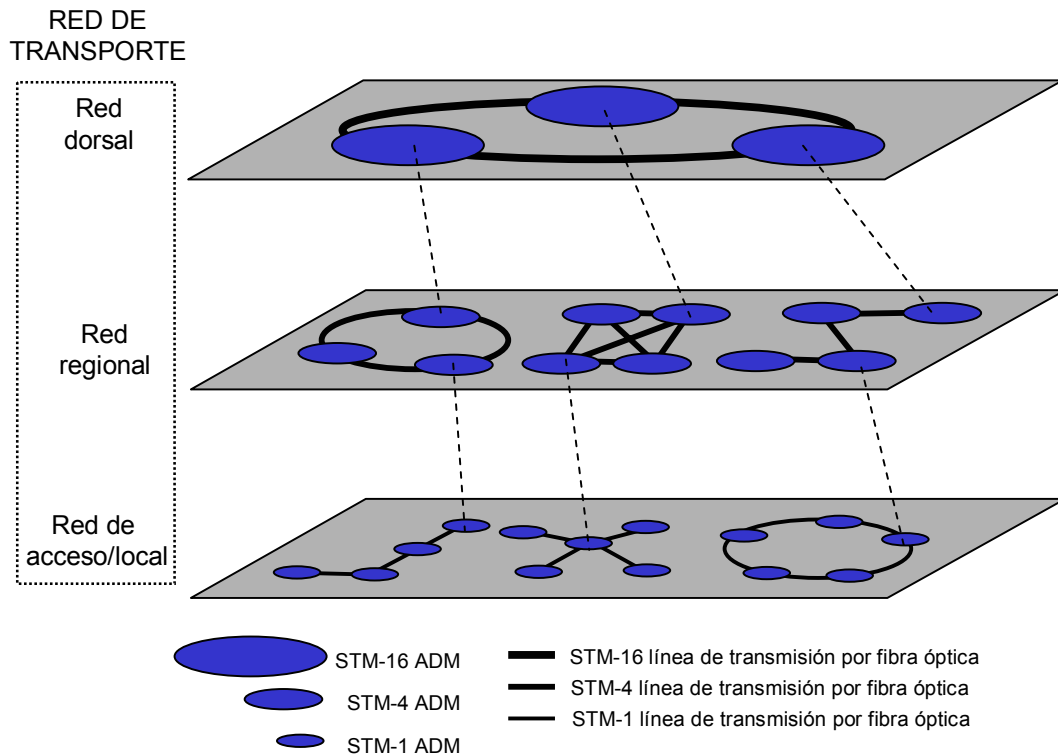 RED DE
TRANSPORTE
Red
dorsal
Red
regional
Red de
acceso/local
STM-16 ADM
STM-4 ADM
STM-1 ADM
STM-16 línea de transmisión por fibra óptica
STM-4 línea de transmisión por fibra óptica
STM-1 línea de transmisión por fibra óptica